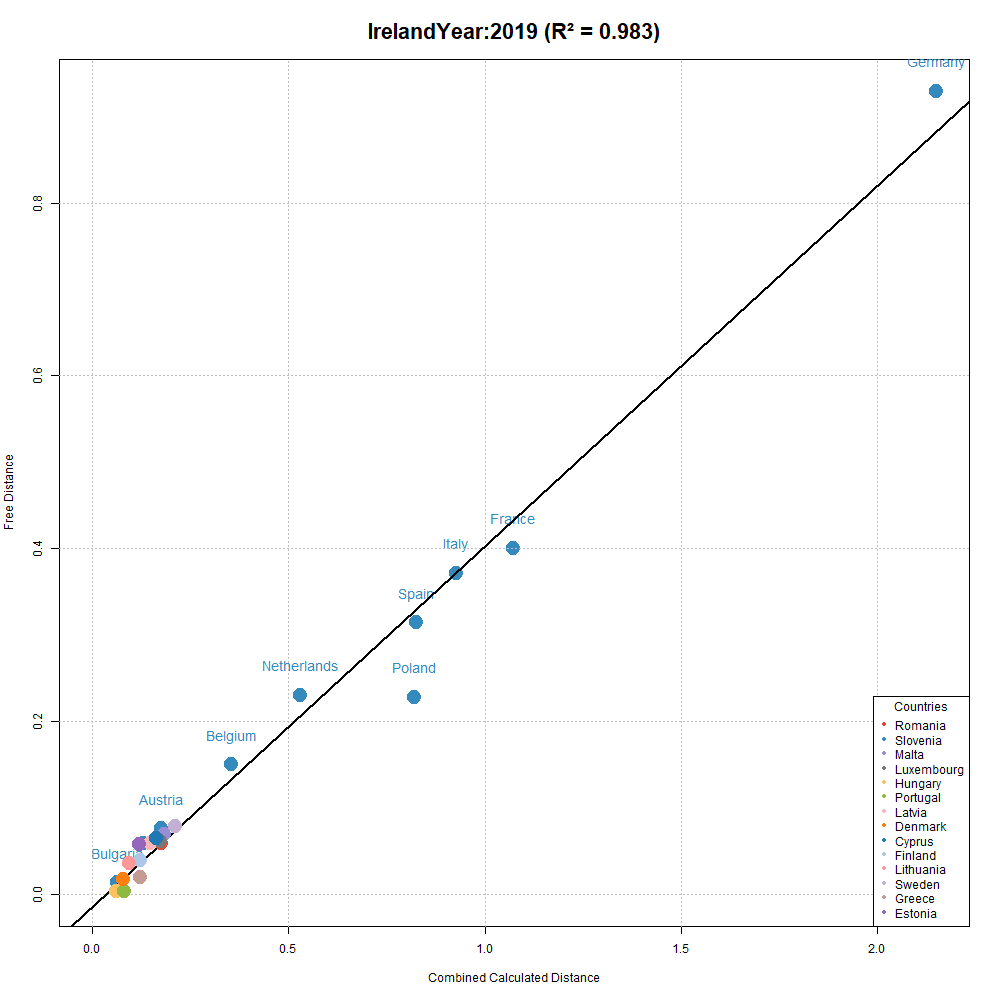 IrelandYear:2019 (R² = 0.983)
Germany
0.8
0.6
Free Distance
France
0.4
Italy
Spain
Netherlands
Poland
0.2
Belgium
Austria
Bulgaria
0.0
Countries
Romania
Slovenia
Malta
Luxembourg
Hungary
Portugal
Latvia
Denmark
Cyprus
Finland
Lithuania
Sweden
Greece
Estonia
0.0 0.5 1.0 1.5 2.0
Combined Calculated Distance